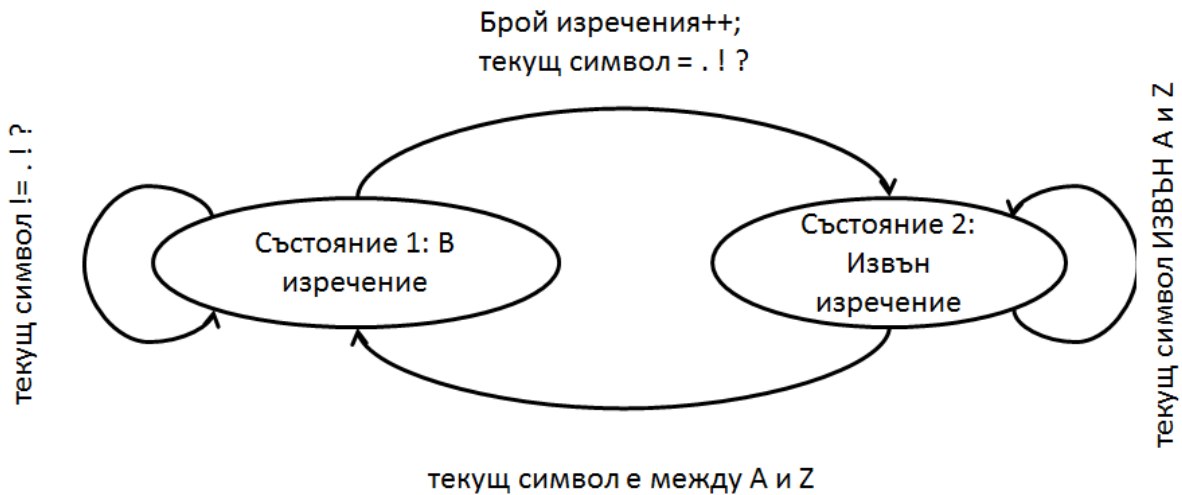 Брой изречения++;
текущ символ = . ! ?
текущ символ != . ! ?
Състояние 1: В
изречение
Състояние 2:
Извън
изречение
текущ символ ИЗВЪН A и Z
текущ символ е между A и Z